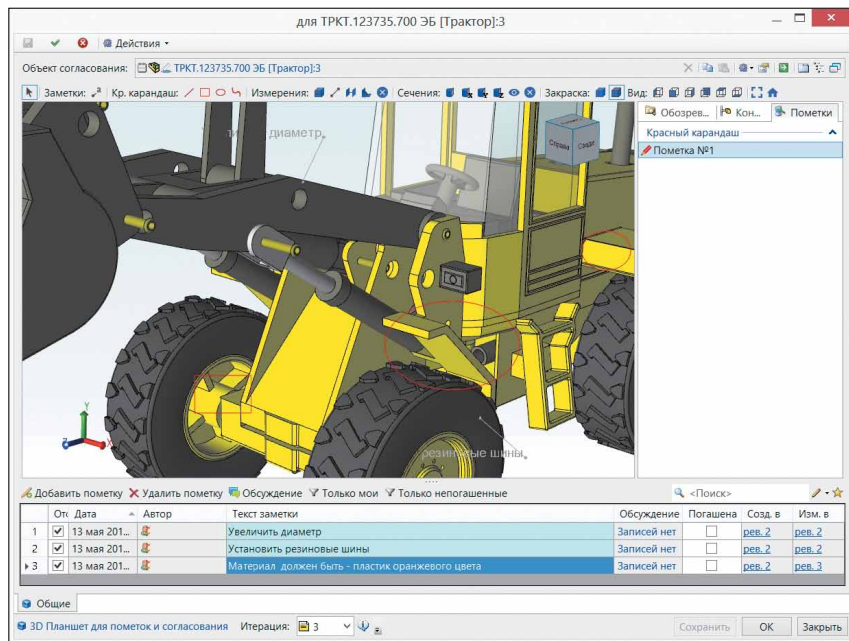 для ТРКТ.123735.700 ЭБ [Трактор]:3
Действия
Объект согласования: ТРКТ.123735.700 ЭБ [Трактор]:3
Заметки: Кр. карандаш: Измерения: Сечения: Закраска: Вид:
Обозрев... Кон... Пометки
Красный карандаш
Пометка №1
диаметр
Справа Сзади
резиновые шины
Y
Z X
Добавить пометку Удалить пометку Обсуждение Только мои Только непогашенные <Поиск>
Отс Дата Автор Текст заметки Обсуждение Погашена Созд. в Изм. в
1 13 мая 201... Увеличить диаметр Записей нет рев. 2 рев. 2
2 13 мая 201... Установить резиновые шины Записей нет рев. 2 рев. 2
3 13 мая 201... Материал должен быть - пластик оранжевого цвета Записей нет рев. 2 рев. 3
Общие
3D Планшет для пометок и согласования Итерация: 3 Сохранить ОК Закрыть